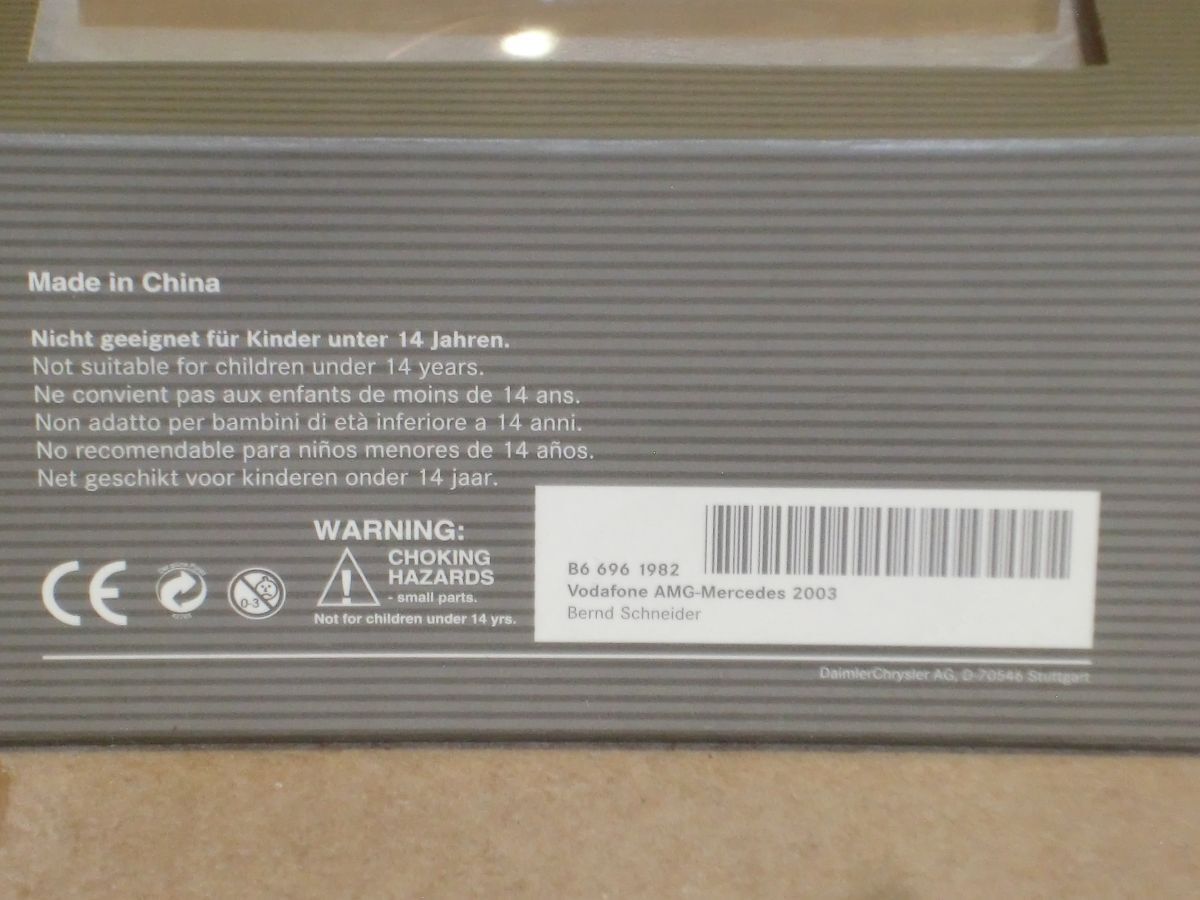 Made in China
Nicht geeignet für Kinder unter 14 Jahren.
Not suitable for children under 14 years.
Ne convient pas aux enfants de moins de 14 ans.
Non adatto per bambini di età inferiore a 14 anni.
No recomendable para niños menores de 14 años.
Net geschikt voor kinderen onder 14 jaar.
WARNING:
CHOKING
HAZARDS
- small parts.
Not for children under 14 yrs.
CE
0-3
B6 696 1982
Vodafone AMG-Mercedes 2003
Bernd Schneider
DaimlerChrysler AG, D-70546 Stuttgart